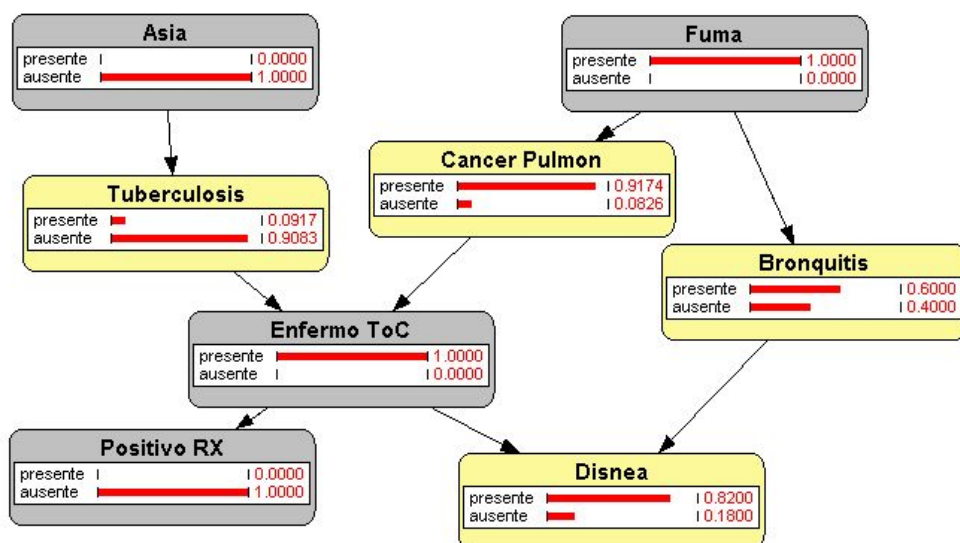 Asia
presente 0.0000
ausente 1.0000
Fuma
presente 1.0000
ausente 0.0000
Cancer Pulmon
presente 0.9174
ausente 0.0826
Tuberculosis
presente 0.0917
ausente 0.9083
Bronquitis
presente 0.6000
ausente 0.4000
Enfermo ToC
presente 1.0000
ausente 0.0000
Positivo RX
presente 0.0000
ausente 1.0000
Disnea
presente 0.8200
ausente 0.1800